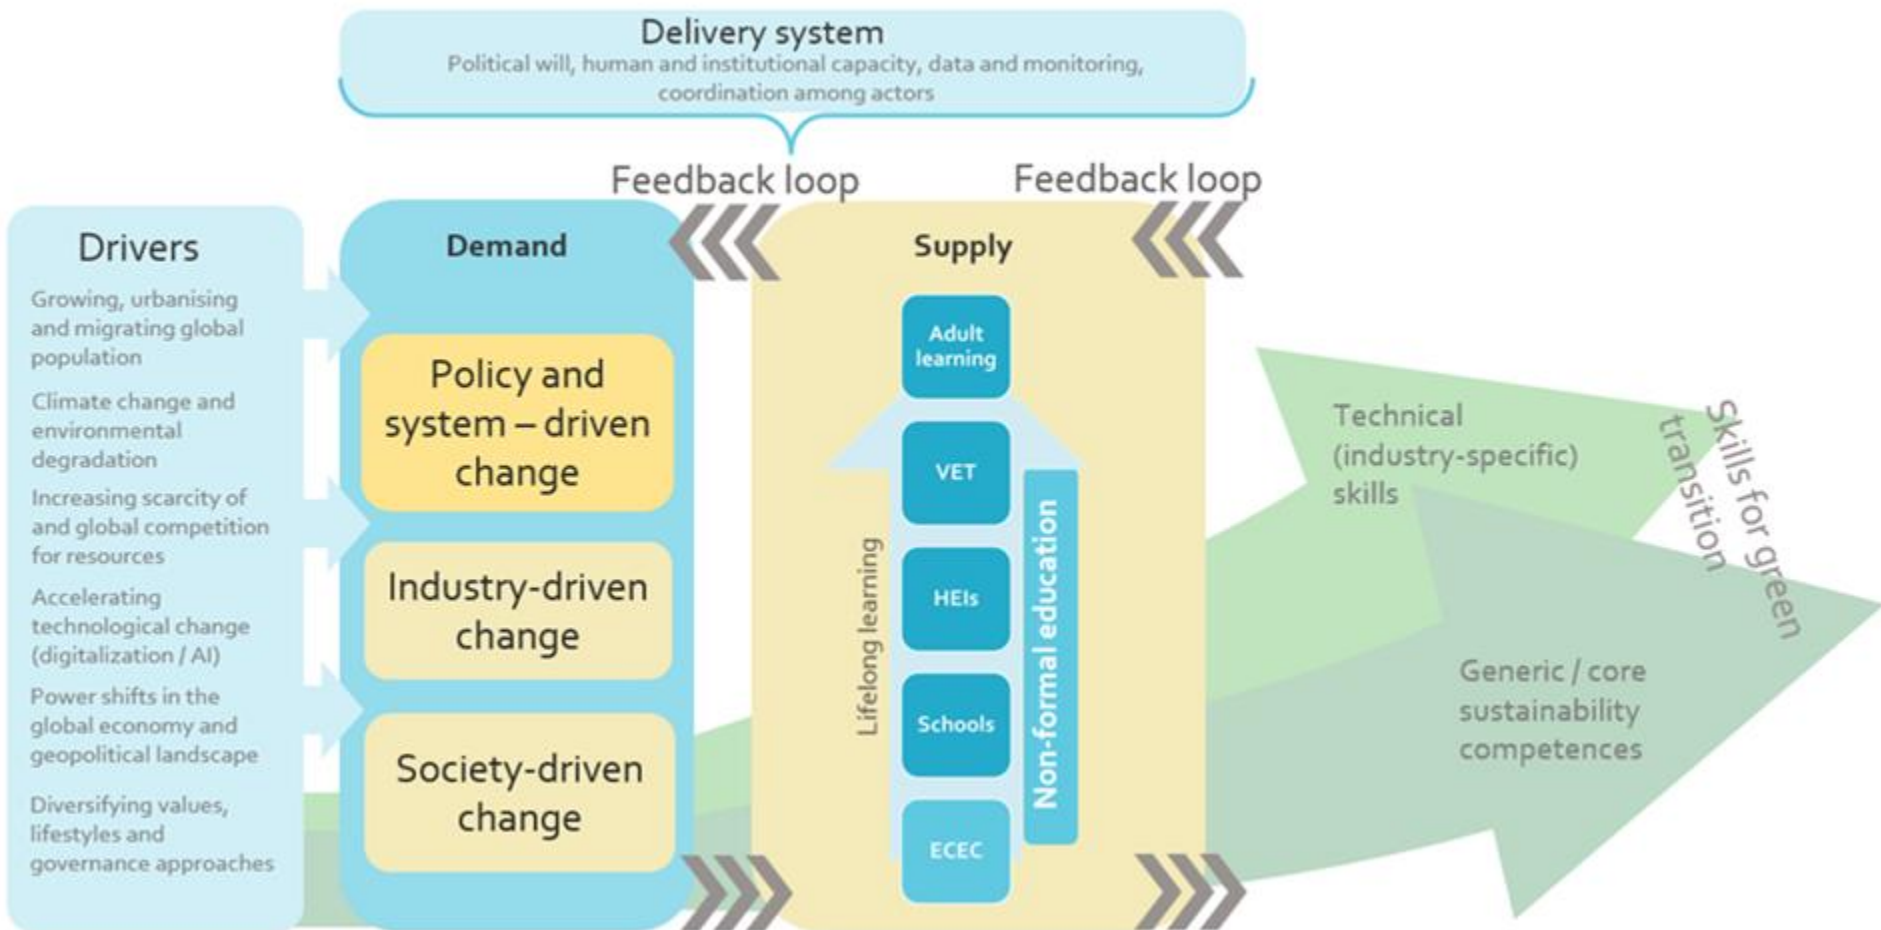 Delivery system
Political will, human and institutional capacity, data and monitoring,
coordination among actors
Feedback loop
Feedback loop
Drivers
Growing, urbanising
and migrating global
population
Climate change and
environmental
degradation
Increasing scarcity of
and global competition
for resources
Accelerating
technological change
(digitalization / AI)
Power shifts in the
global economy and
geopolitical landscape
Diversifying values,
lifestyles and
governance approaches
Demand
Policy and
system – driven
change
Industry-driven
change
Society-driven
change
Supply
Adult
learning
VET
HEIs
Schools
ECEC
Lifelong learning
Non-formal education
Technical
(industry-specific)
skills
Generic / core
sustainability
competences
Skills for green
transition